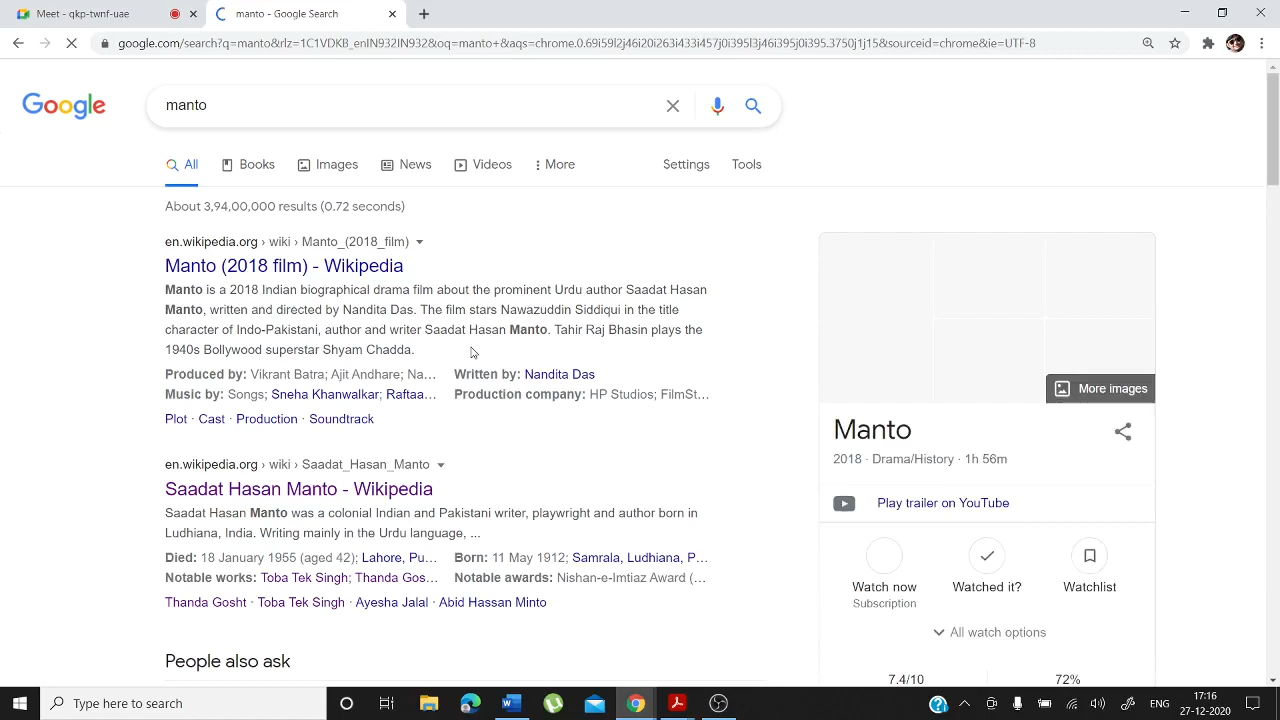 Meet - qkp-twnf-uae
manto - Google Search
google.com/search?q=manto&rlz=1C1VDKB_enIN932IN932&oq=manto+&aqs=chrome.0.69i59l2j46i20i263i433i457j0i395l3j46i395j0i395.3750j1j15&sourceid=chrome&ie=UTF-8
Google
manto
All Books Images News Videos More Settings Tools
About 3,94,00,000 results (0.72 seconds)
en.wikipedia.org › wiki › Manto_(2018_film)
Manto (2018 film) - Wikipedia
Manto is a 2018 Indian biographical drama film about the prominent Urdu author Saadat Hasan
Manto, written and directed by Nandita Das. The film stars Nawazuddin Siddiqui in the title
character of Indo-Pakistani, author and writer Saadat Hasan Manto. Tahir Raj Bhasin plays the
1940s Bollywood superstar Shyam Chadda.
Produced by: Vikrant Batra; Ajit Andhare; Na... Written by: Nandita Das
Music by: Songs; Sneha Khanwalkar; Raftaa... Production company: HP Studios; FilmSt...
Plot · Cast · Production · Soundtrack
en.wikipedia.org › wiki › Saadat_Hasan_Manto
Saadat Hasan Manto - Wikipedia
Saadat Hasan Manto was a colonial Indian and Pakistani writer, playwright and author born in
Ludhiana, India. Writing mainly in the Urdu language, ...
Died: 18 January 1955 (aged 42); Lahore, Pu... Born: 11 May 1912; Samrala, Ludhiana, P...
Notable works: Toba Tek Singh; Thanda Gos... Notable awards: Nishan-e-Imtiaz Award (...
Thanda Gosht · Toba Tek Singh · Ayesha Jalal · Abid Hassan Minto
People also ask
More images
Manto
2018 · Drama/History · 1h 56m
Play trailer on YouTube
Watch now Watched it? Watchlist
Subscription
All watch options
7.4/10 72%
Type here to search
ENG
17:16
27-12-2020